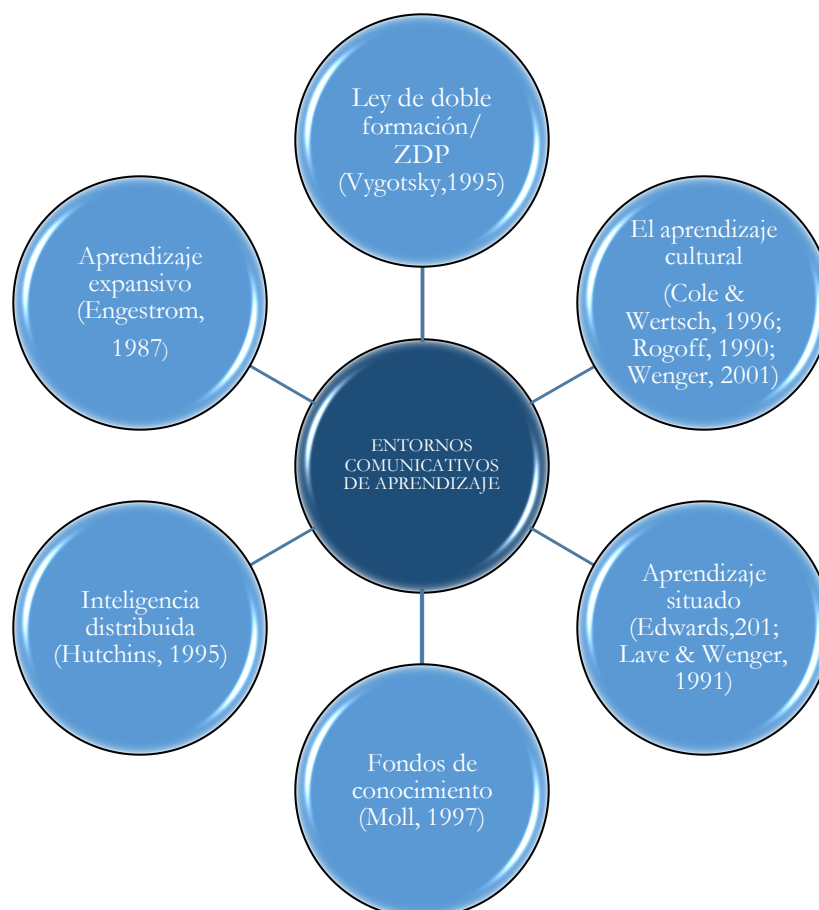 Ley de doble
formación/
ZDP
(Vygotsky,1995)
El aprendizaje
cultural
(Cole &
Wertsch, 1996;
Rogoff, 1990;
Wenger, 2001)
Aprendizaje
situado
(Edwards,201;
Lave & Wenger,
1991)
Fondos de
conocimiento
(Moll, 1997)
Inteligencia
distribuida
(Hutchins, 1995)
Aprendizaje
expansivo
(Engestrom,
1987)
ENTORNOS
COMUNICATIVOS
DE APRENDIZAJE